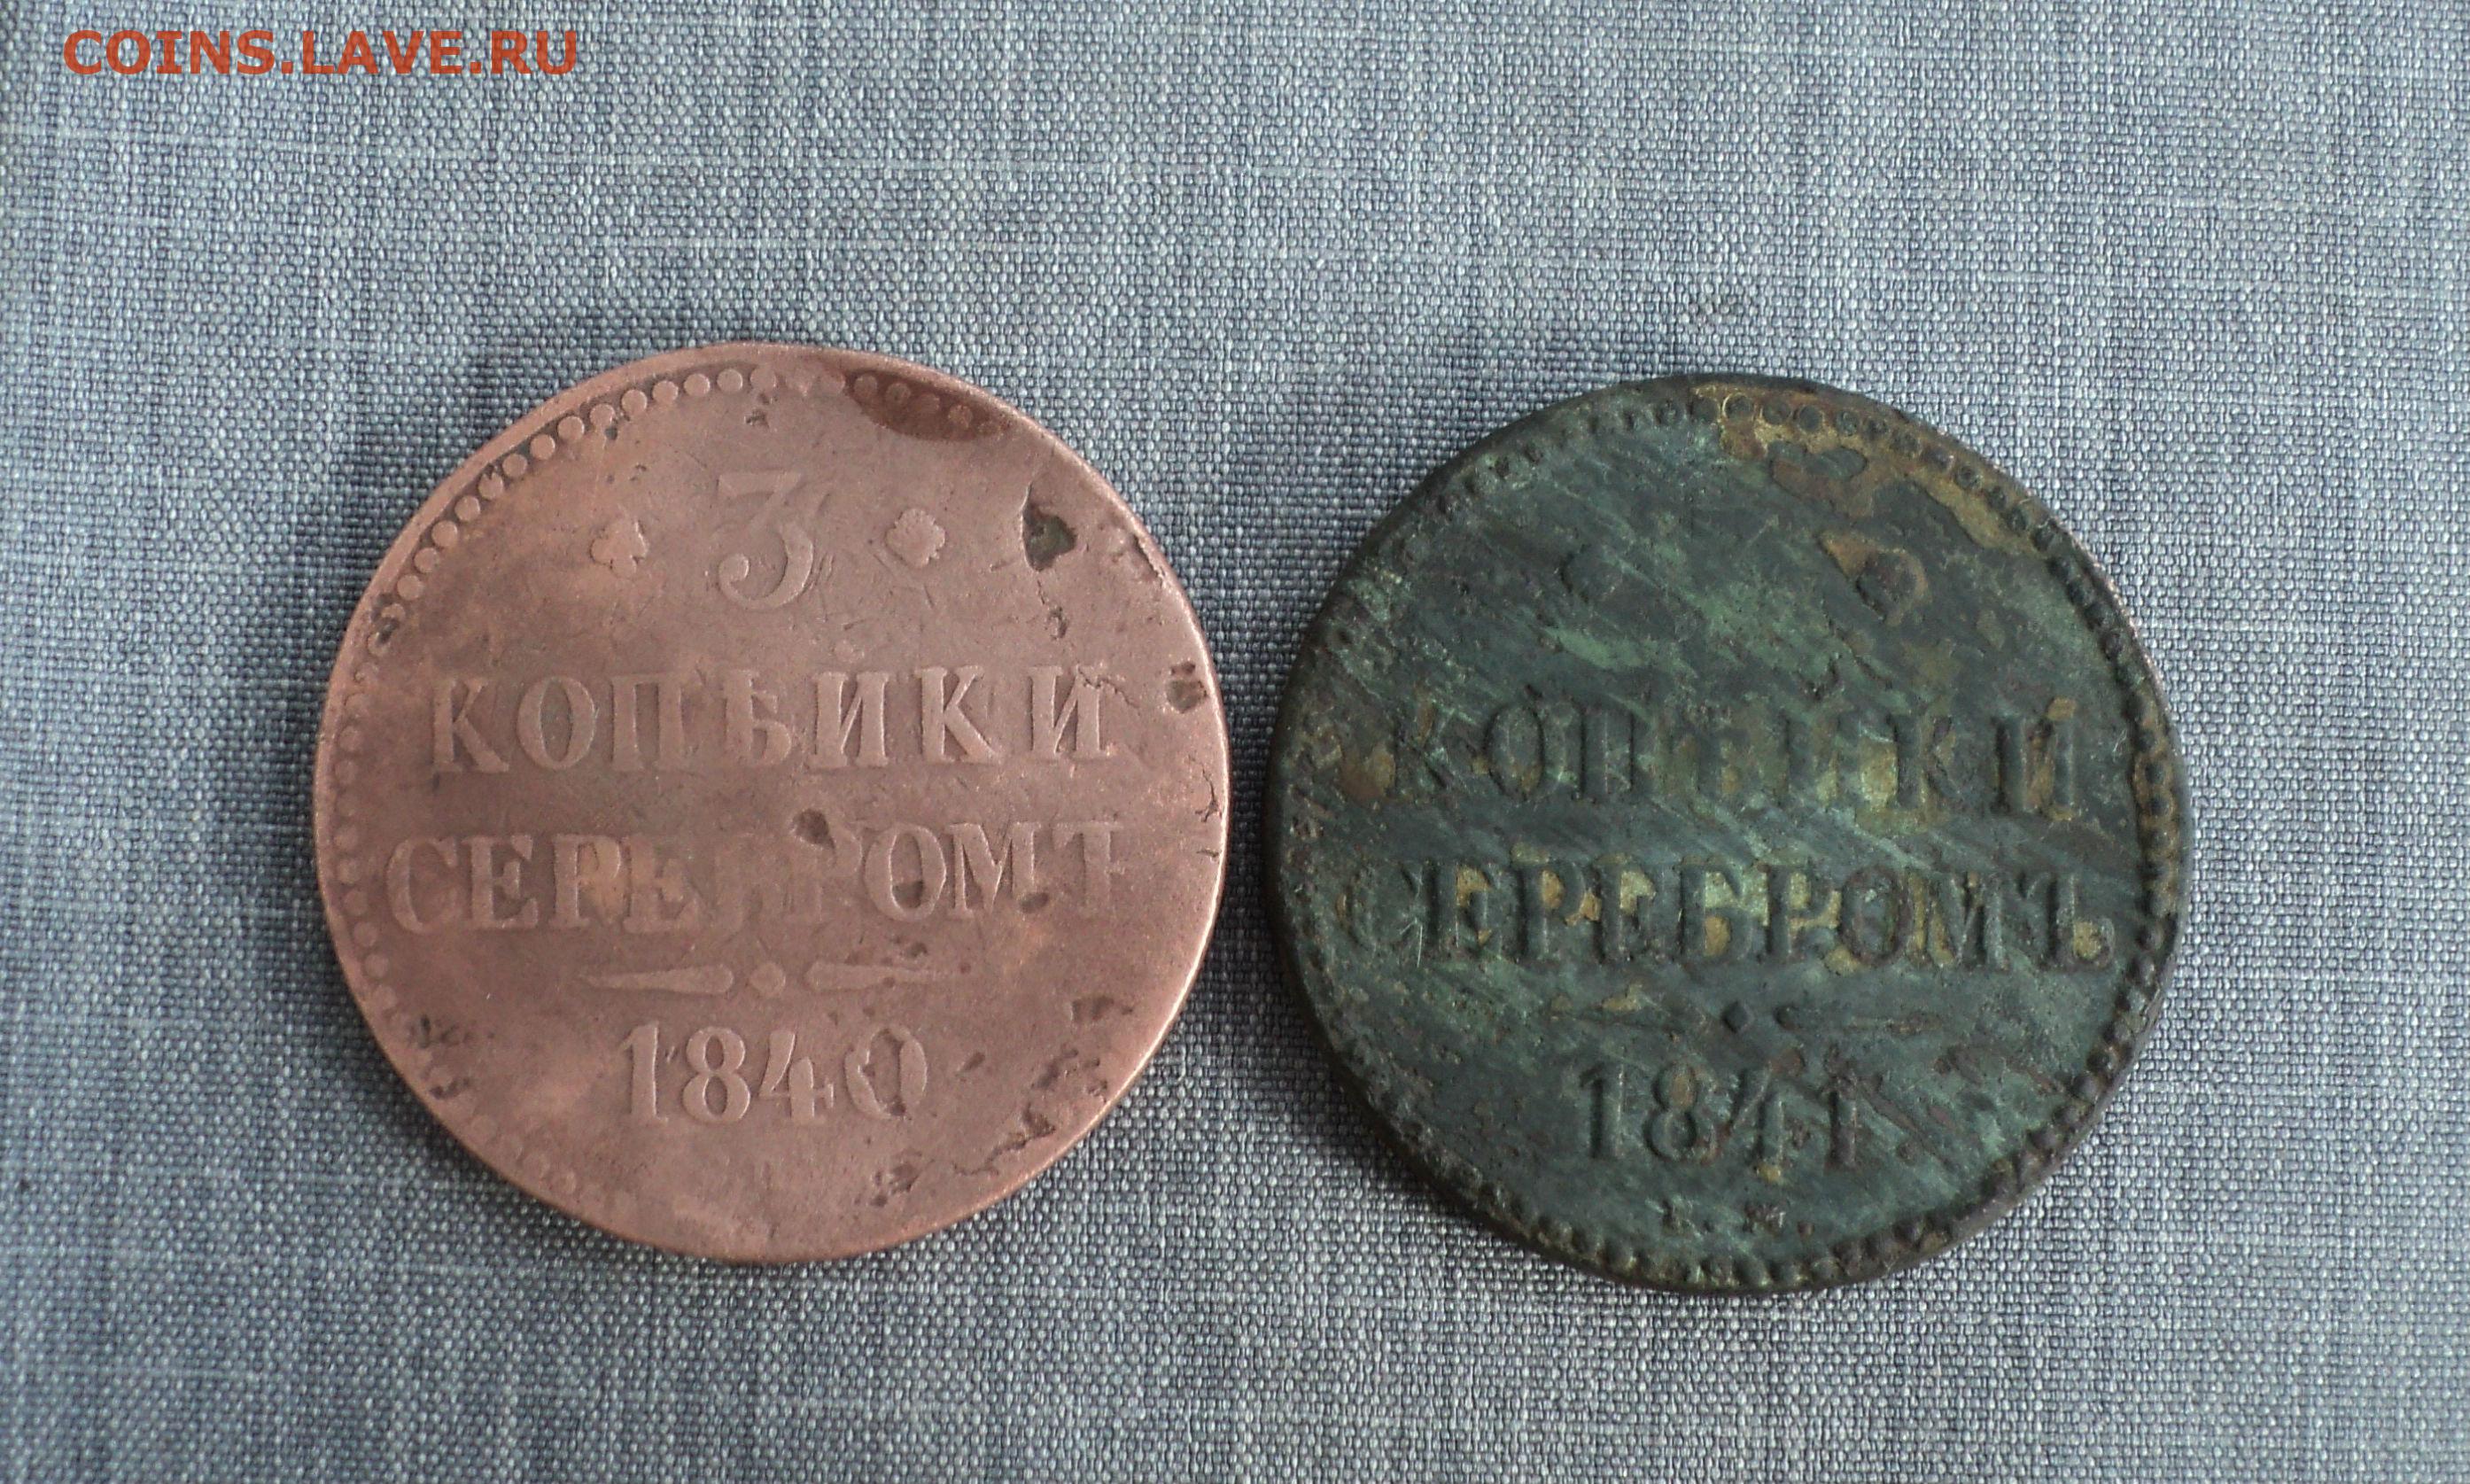 COINS.LAVE.RU
3
КОПѢЙКИ
СЕРЕБРОМЪ
1840
КОПѢЙКИ
СЕРЕБРОМЪ
1841.